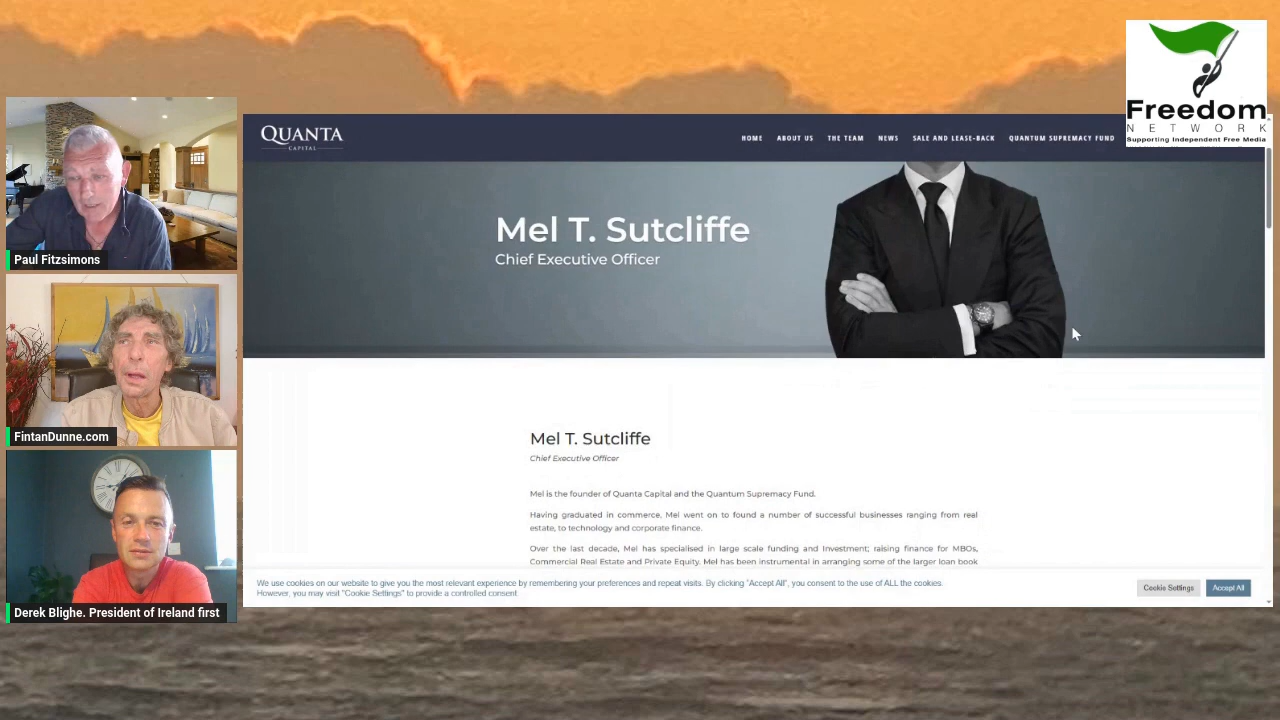 Freedom
NETWORK
Supporting Independent Free Media
QUANTA
CAPITAL
HOME ABOUT US THE TEAM NEWS SALE AND LEASE-BACK QUANTUM SUPREMACY FUND
Mel T. Sutcliffe
Chief Executive Officer
Paul Fitzsimons
FintanDunne.com
Derek Blighe. President of Ireland first
Mel T. Sutcliffe
Chief Executive Officer
Mel is the founder of Quanta Capital and the Quantum Supremacy Fund.
Having graduated in commerce, Mel went on to found a number of successful businesses ranging from real
estate, to technology and corporate finance.
Over the last decade, Mel has specialised in large scale funding and Investment; raising finance for MBOs,
Commercial Real Estate and Private Equity. Mel has been instrumental in arranging some of the larger loan book
We use cookies on our website to give you the most relevant experience by remembering your preferences and repeat visits. By clicking "Accept All", you consent to the use of ALL the cookies.
However, you may visit "Cookie Settings" to provide a controlled consent.
Cookie Settings
Accept All